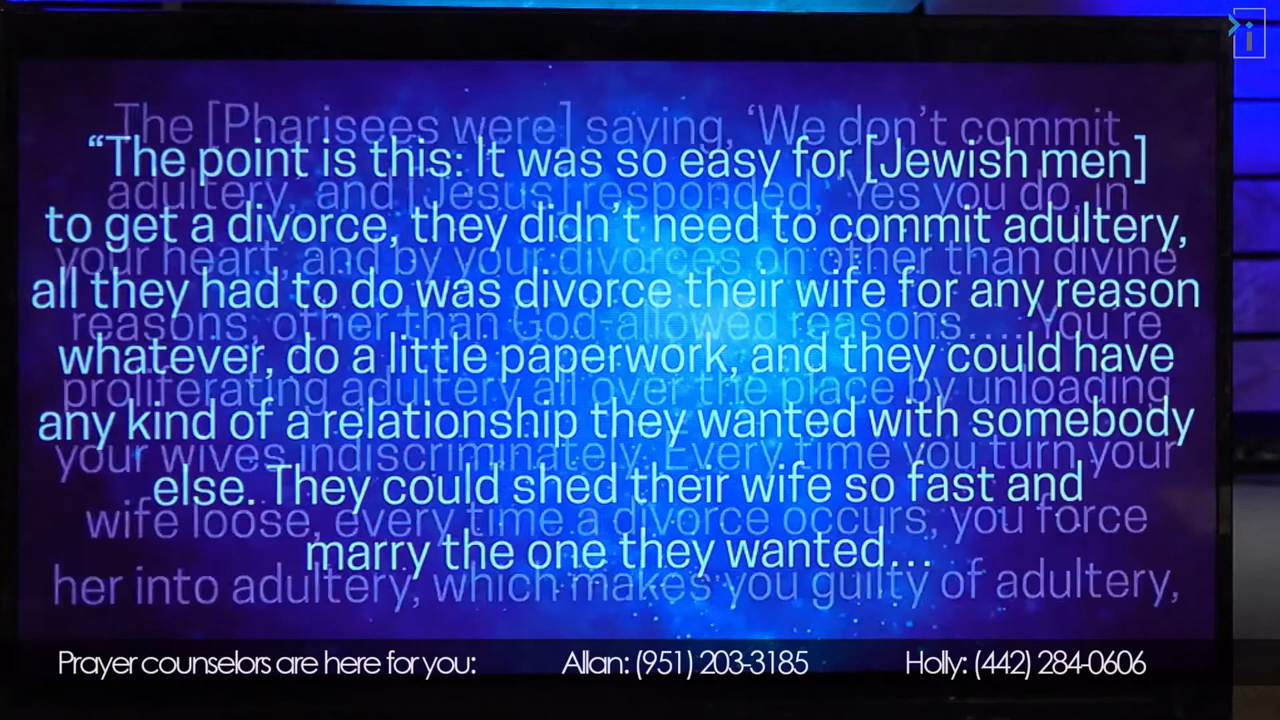 The [Pharisees were] saying, ‘We don’t commit
“The point is this: It was so easy for [Jewish men]
adultery, and [Jesus] responded, ‘Yes you do, in
to get a divorce, they didn’t need to commit adultery,
your heart, and by your divorces on other than divine
all they had to do was divorce their wife for any reason
reasons, other than God-allowed reasons.... You’re
whatever, do a little paperwork, and they could have
proliferating adultery all over the place by unloading
any kind of a relationship they wanted with somebody
your wives indiscriminately. Every time you turn your
else. They could shed their wife so fast and
wife loose, every time a divorce occurs, you force
marry the one they wanted…
her into adultery, which makes you guilty of adultery,
Prayer counselors are here for you: Allan: (951) 203-3185 Holly: (442) 284-0606